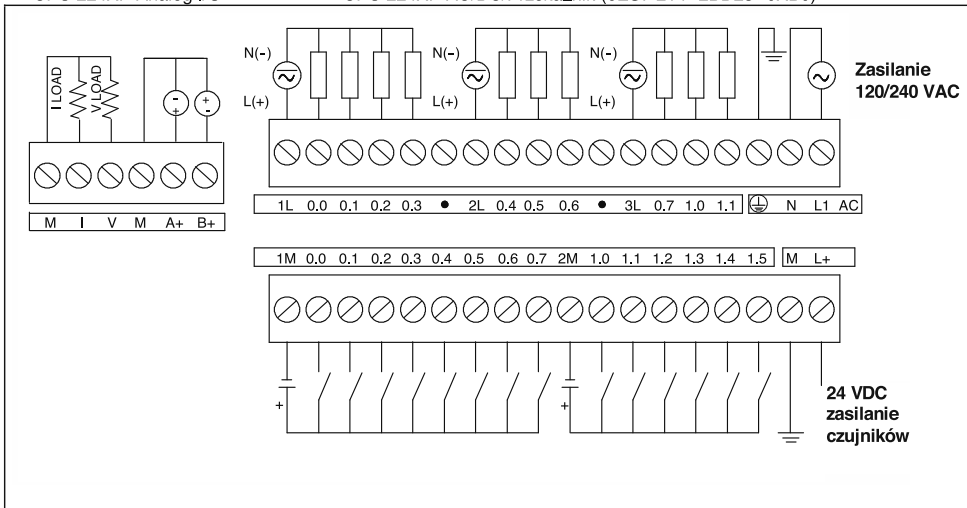 N(-) N(-) N(-)
L(+) L(+) L(+)
Zasilanie
120/240 VAC
I LOAD
V LOAD
M I V M A+ B+
1L 0.0 0.1 0.2 0.3 • 2L 0.4 0.5 0.6 • 3L 0.7 1.0 1.1 N L1 AC
1M 0.0 0.1 0.2 0.3 0.4 0.5 0.6 0.7 2M 1.0 1.1 1.2 1.3 1.4 1.5 M L+
24 VDC
zasilanie
czujników